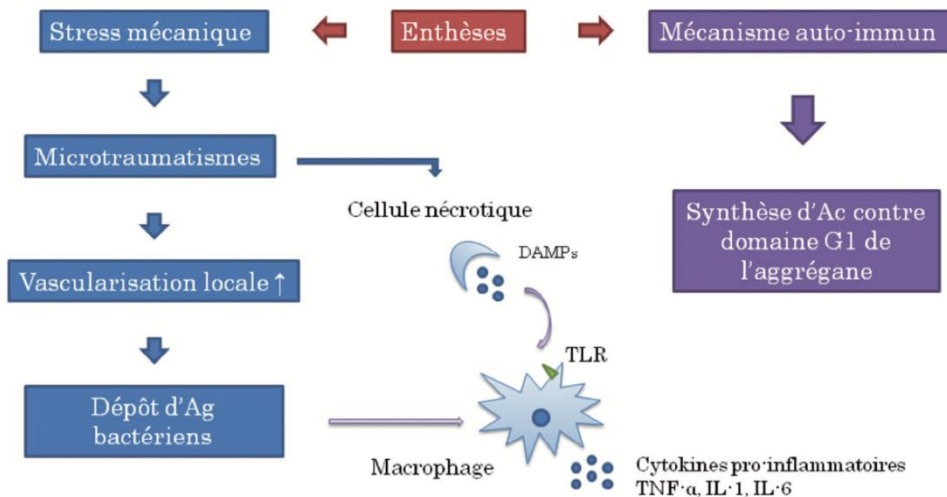 Stress mécanique
Enthèses
Mécanisme auto-immun
Microtraumatismes
Cellule nécrotique
Synthèse d'Ac contre
domaine G1 de
l'aggrégane
DAMPs
Vascularisation locale ↑
TLR
Dépôt d'Ag
bactériens
Macrophage
Cytokines pro-inflammatoires
TNF-α, IL-1, IL-6